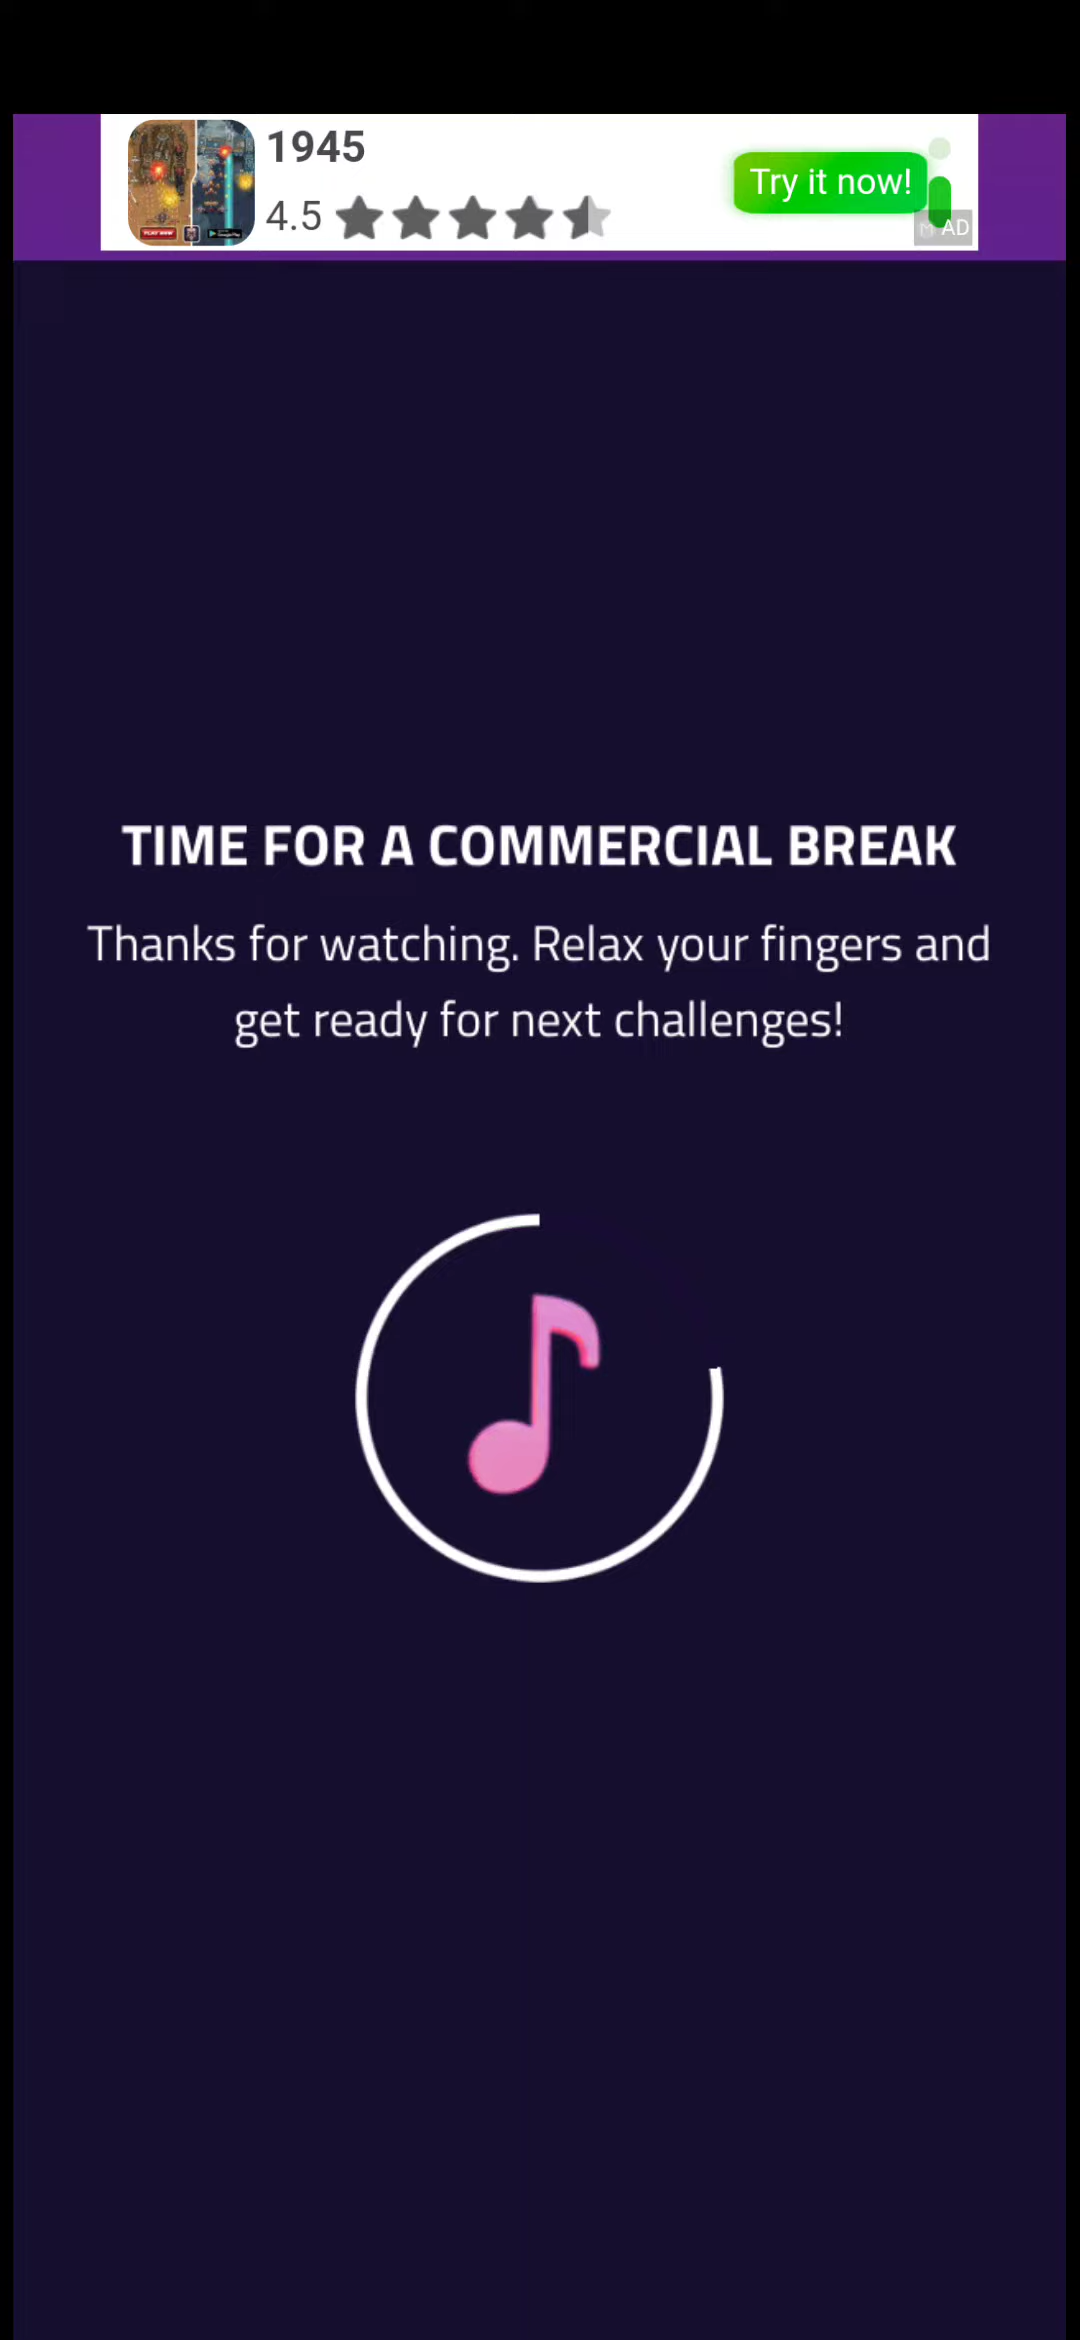 1945
4.5
Try it now!
AD
TIME FOR A COMMERCIAL BREAK
Thanks for watching. Relax your fingers and
get ready for next challenges!